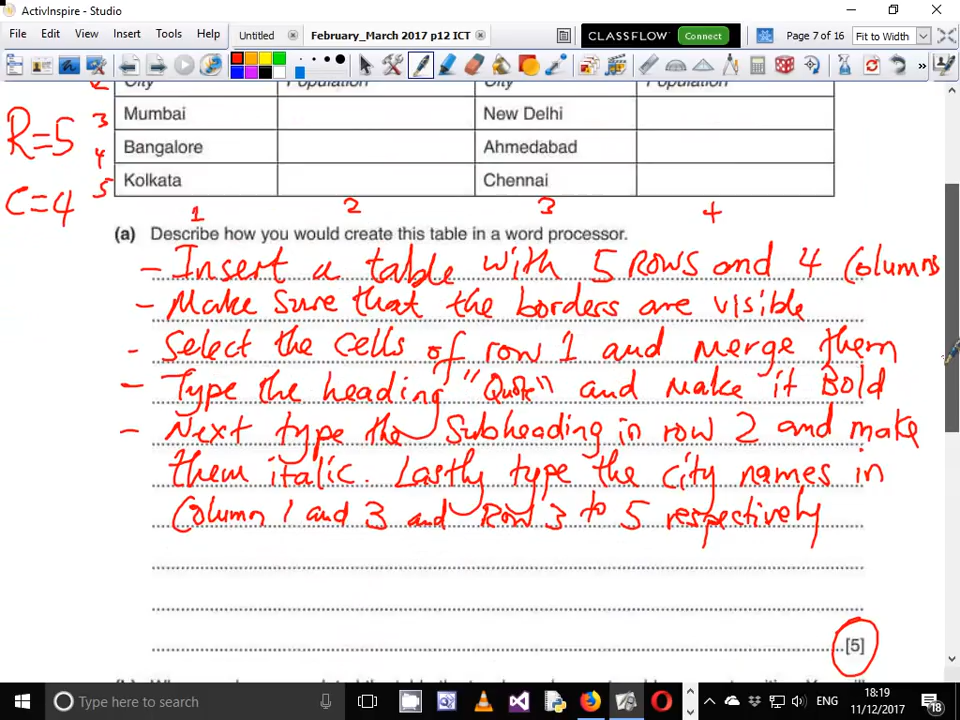 ActivInspire - Studio
File Edit View Insert Tools Help Untitled February_March 2017 p12 ICT CLASSFLOW Connect Page 7 of 16 Fit to Width
2 City Population City Population
R=5 3 Mumbai New Delhi
4 Bangalore Ahmedabad
C=4 5 Kolkata Chennai
1 2 3 4
(a) Describe how you would create this table in a word processor.
- Insert a table with 5 Rows and 4 Columns
- Make Sure that the borders are visible
- Select the cells of row 1 and merge them
- Type the heading "Quote" and make it Bold
- Next type the Subheading in row 2 and make
them italic. Lastly type the city names in
Column 1 and 3 and Row 3 to 5 respectively
[5]
Type here to search ENG 18:19
11/12/2017 18